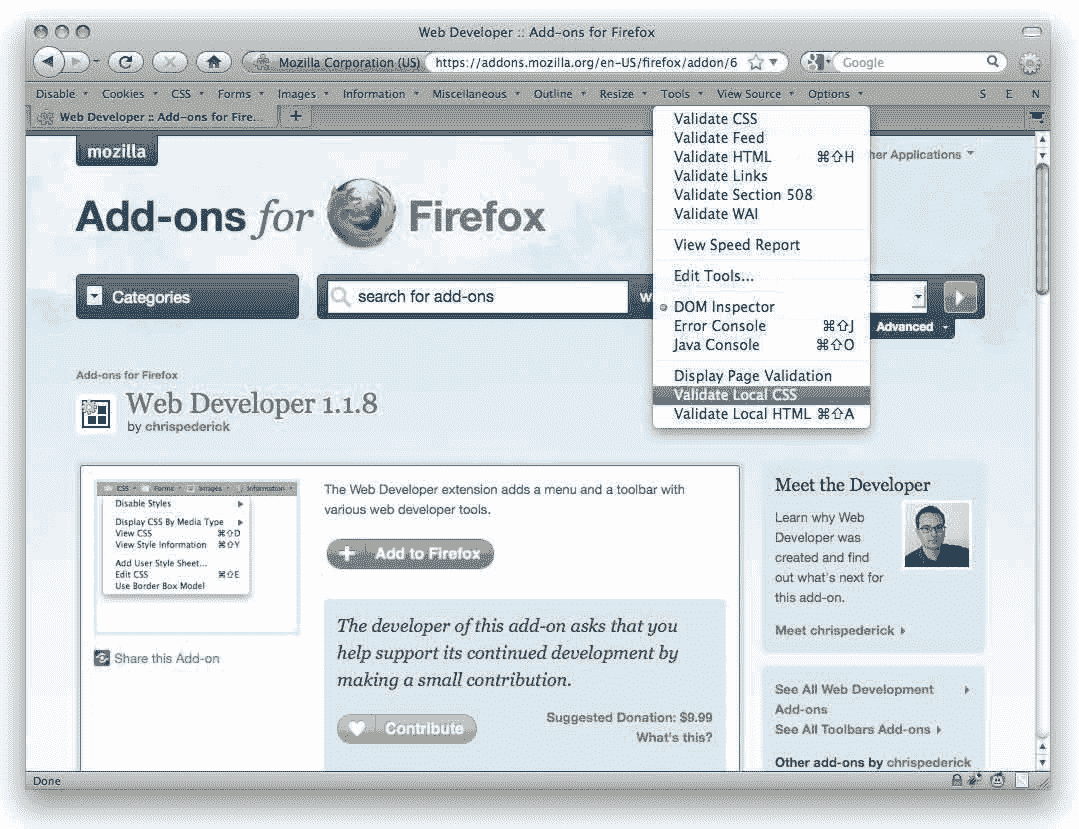 Web Developer :: Add-ons for Firefox
Mozilla Corporation (US) https://addons.mozilla.org/en-US/firefox/addon/6 Google
Disable Cookies CSS Forms Images Information Miscellaneous Outline Resize Tools View Source Options S E N
Web Developer :: Add-ons for Fire... +
mozilla
Validate CSS
Validate Feed
Validate HTML ⌘⇧H
Validate Links
Validate Section 508
Validate WAI
View Speed Report
Edit Tools...
DOM Inspector
Error Console ⌘⇧J
Java Console ⌘⇧O
Display Page Validation
Validate Local CSS
Validate Local HTML ⌘⇧A
her Applications
Add-ons for Firefox
Categories
search for add-ons
W
Advanced
Add-ons for Firefox
Web Developer 1.1.8
by chrispederick
CSS Forms Images Information
Disable Styles
Display CSS By Media Type
View CSS ⌘⇧D
View Style Information ⌘⇧Y
Add User Style Sheet...
Edit CSS ⌘⇧E
Use Border Box Model
Share this Add-on
The Web Developer extension adds a menu and a toolbar with
various web developer tools.
Add to Firefox
The developer of this add-on asks that you
help support its continued development by
making a small contribution.
Contribute
Suggested Donation: $9.99
What's this?
Meet the Developer
Learn why Web
Developer was
created and find
out what's next for
this add-on.
Meet chrispederick
See All Web Development
Add-ons
See All Toolbars Add-ons
Other add-ons by chrispederick
Done